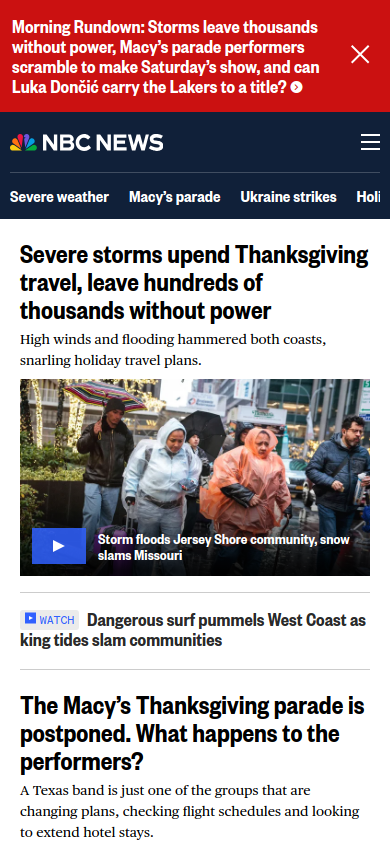 Morning Rundown: Storms leave thousands
without power, Macy’s parade performers
scramble to make Saturday’s show, and can
Luka Dončić carry the Lakers to a title?
NBC NEWS
Severe weather Macy’s parade Ukraine strikes Holi
Severe storms upend Thanksgiving
travel, leave hundreds of
thousands without power
High winds and flooding hammered both coasts,
snarling holiday travel plans.
Storm floods Jersey Shore community, snow
slams Missouri
WATCH Dangerous surf pummels West Coast as
king tides slam communities
The Macy’s Thanksgiving parade is
postponed. What happens to the
performers?
A Texas band is just one of the groups that are
changing plans, checking flight schedules and looking
to extend hotel stays.